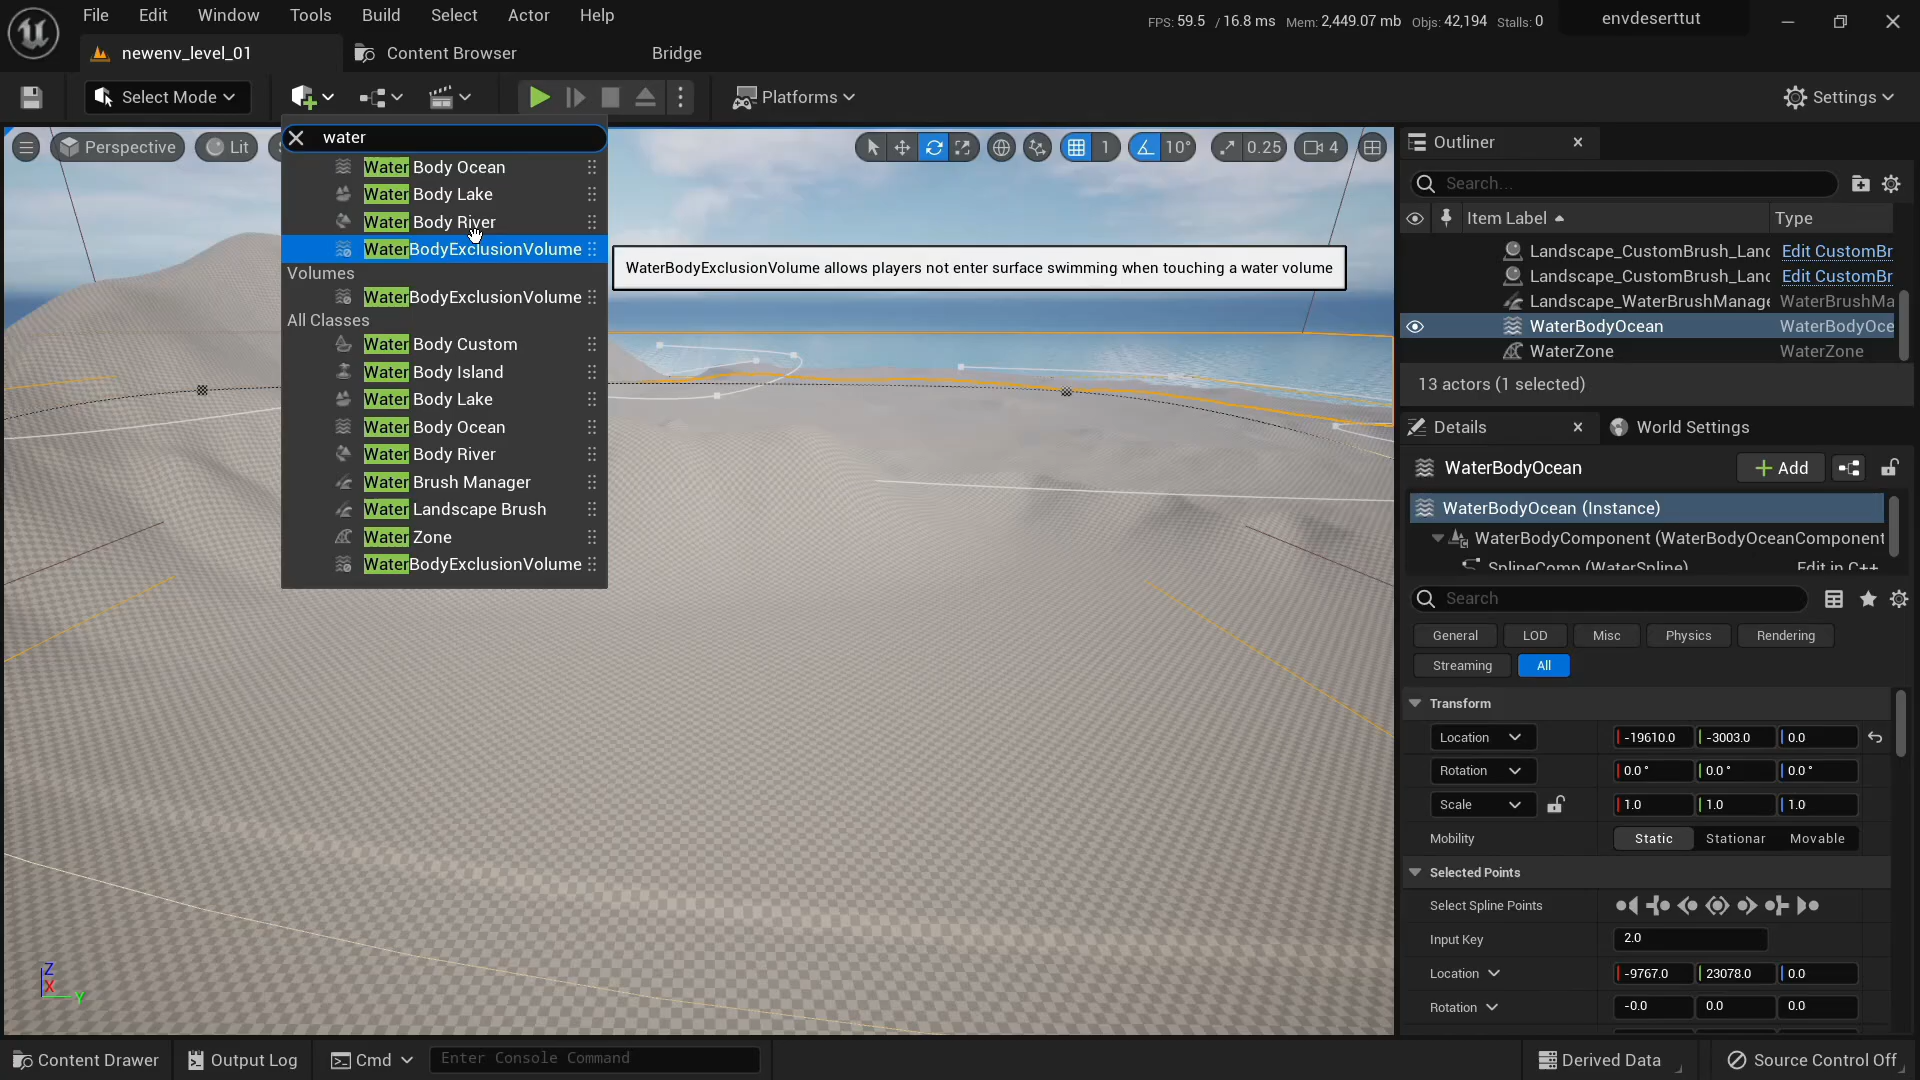 File Edit Window Tools Build Select Actor Help
FPS: 59.5 / 16.8 ms Mem: 2,449.07 mb Objs: 42,194 Stalls: 0
envdeserttut
newenv_level_01
Content Browser
Bridge
Select Mode
Platforms
Settings
Perspective
Lit
1
10°
0.25
4
water
Water Body Ocean
Water Body Lake
Water Body River
WaterBodyExclusionVolume
Volumes
WaterBodyExclusionVolume
All Classes
Water Body Custom
Water Body Island
Water Body Lake
Water Body Ocean
Water Body River
Water Brush Manager
Water Landscape Brush
Water Zone
WaterBodyExclusionVolume
WaterBodyExclusionVolume allows players not enter surface swimming when touching a water volume
Outliner
Search...
Item Label Type
Landscape_CustomBrush_Land Edit CustomBr
Landscape_CustomBrush_Land Edit CustomBr
Landscape_WaterBrushManage WaterBrushMa
WaterBodyOcean WaterBodyOce
WaterZone WaterZone
13 actors (1 selected)
Details
World Settings
WaterBodyOcean
Add
WaterBodyOcean (Instance)
WaterBodyComponent (WaterBodyOceanComponent
SplineComp (WaterSpline) Edit in C++
Search
General LOD Misc Physics Rendering
Streaming All
Transform
Location -19610.0 -3003.0 0.0
Rotation 0.0 ° 0.0 ° 0.0 °
Scale 1.0 1.0 1.0
Mobility Static Stationar Movable
Selected Points
Select Spline Points
Input Key 2.0
Location -9767.0 23078.0 0.0
Rotation -0.0 0.0 0.0
Z
X
Y
Content Drawer
Output Log
Cmd
Enter Console Command
Derived Data
Source Control Off